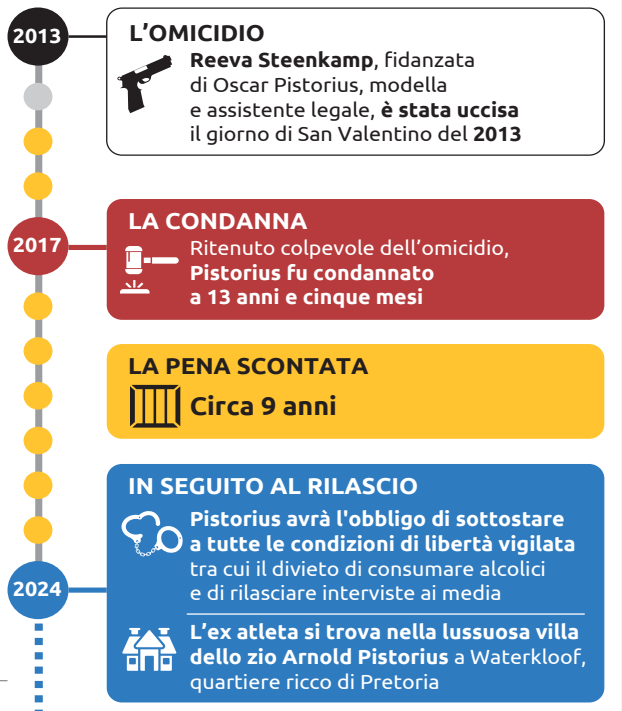 2013
L'OMICIDIO
Reeva Steenkamp, fidanzata
di Oscar Pistorius, modella
e assistente legale, è stata uccisa
il giorno di San Valentino del 2013
2017
LA CONDANNA
Ritenuto colpevole dell'omicidio,
Pistorius fu condannato
a 13 anni e cinque mesi
LA PENA SCONTATA
Circa 9 anni
2024
IN SEGUITO AL RILASCIO
Pistorius avrà l'obbligo di sottostare
a tutte le condizioni di libertà vigilata
tra cui il divieto di consumare alcolici
e di rilasciare interviste ai media
L'ex atleta si trova nella lussuosa villa
dello zio Arnold Pistorius a Waterkloof,
quartiere ricco di Pretoria